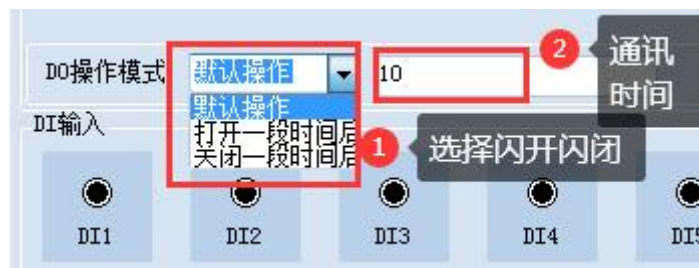 DO操作模式 默认操作 10
默认操作
打开一段时间后
关闭一段时间后
DI输入
1 选择闪开闪闭
2 通讯
时间
DI1 DI2 DI3 DI4